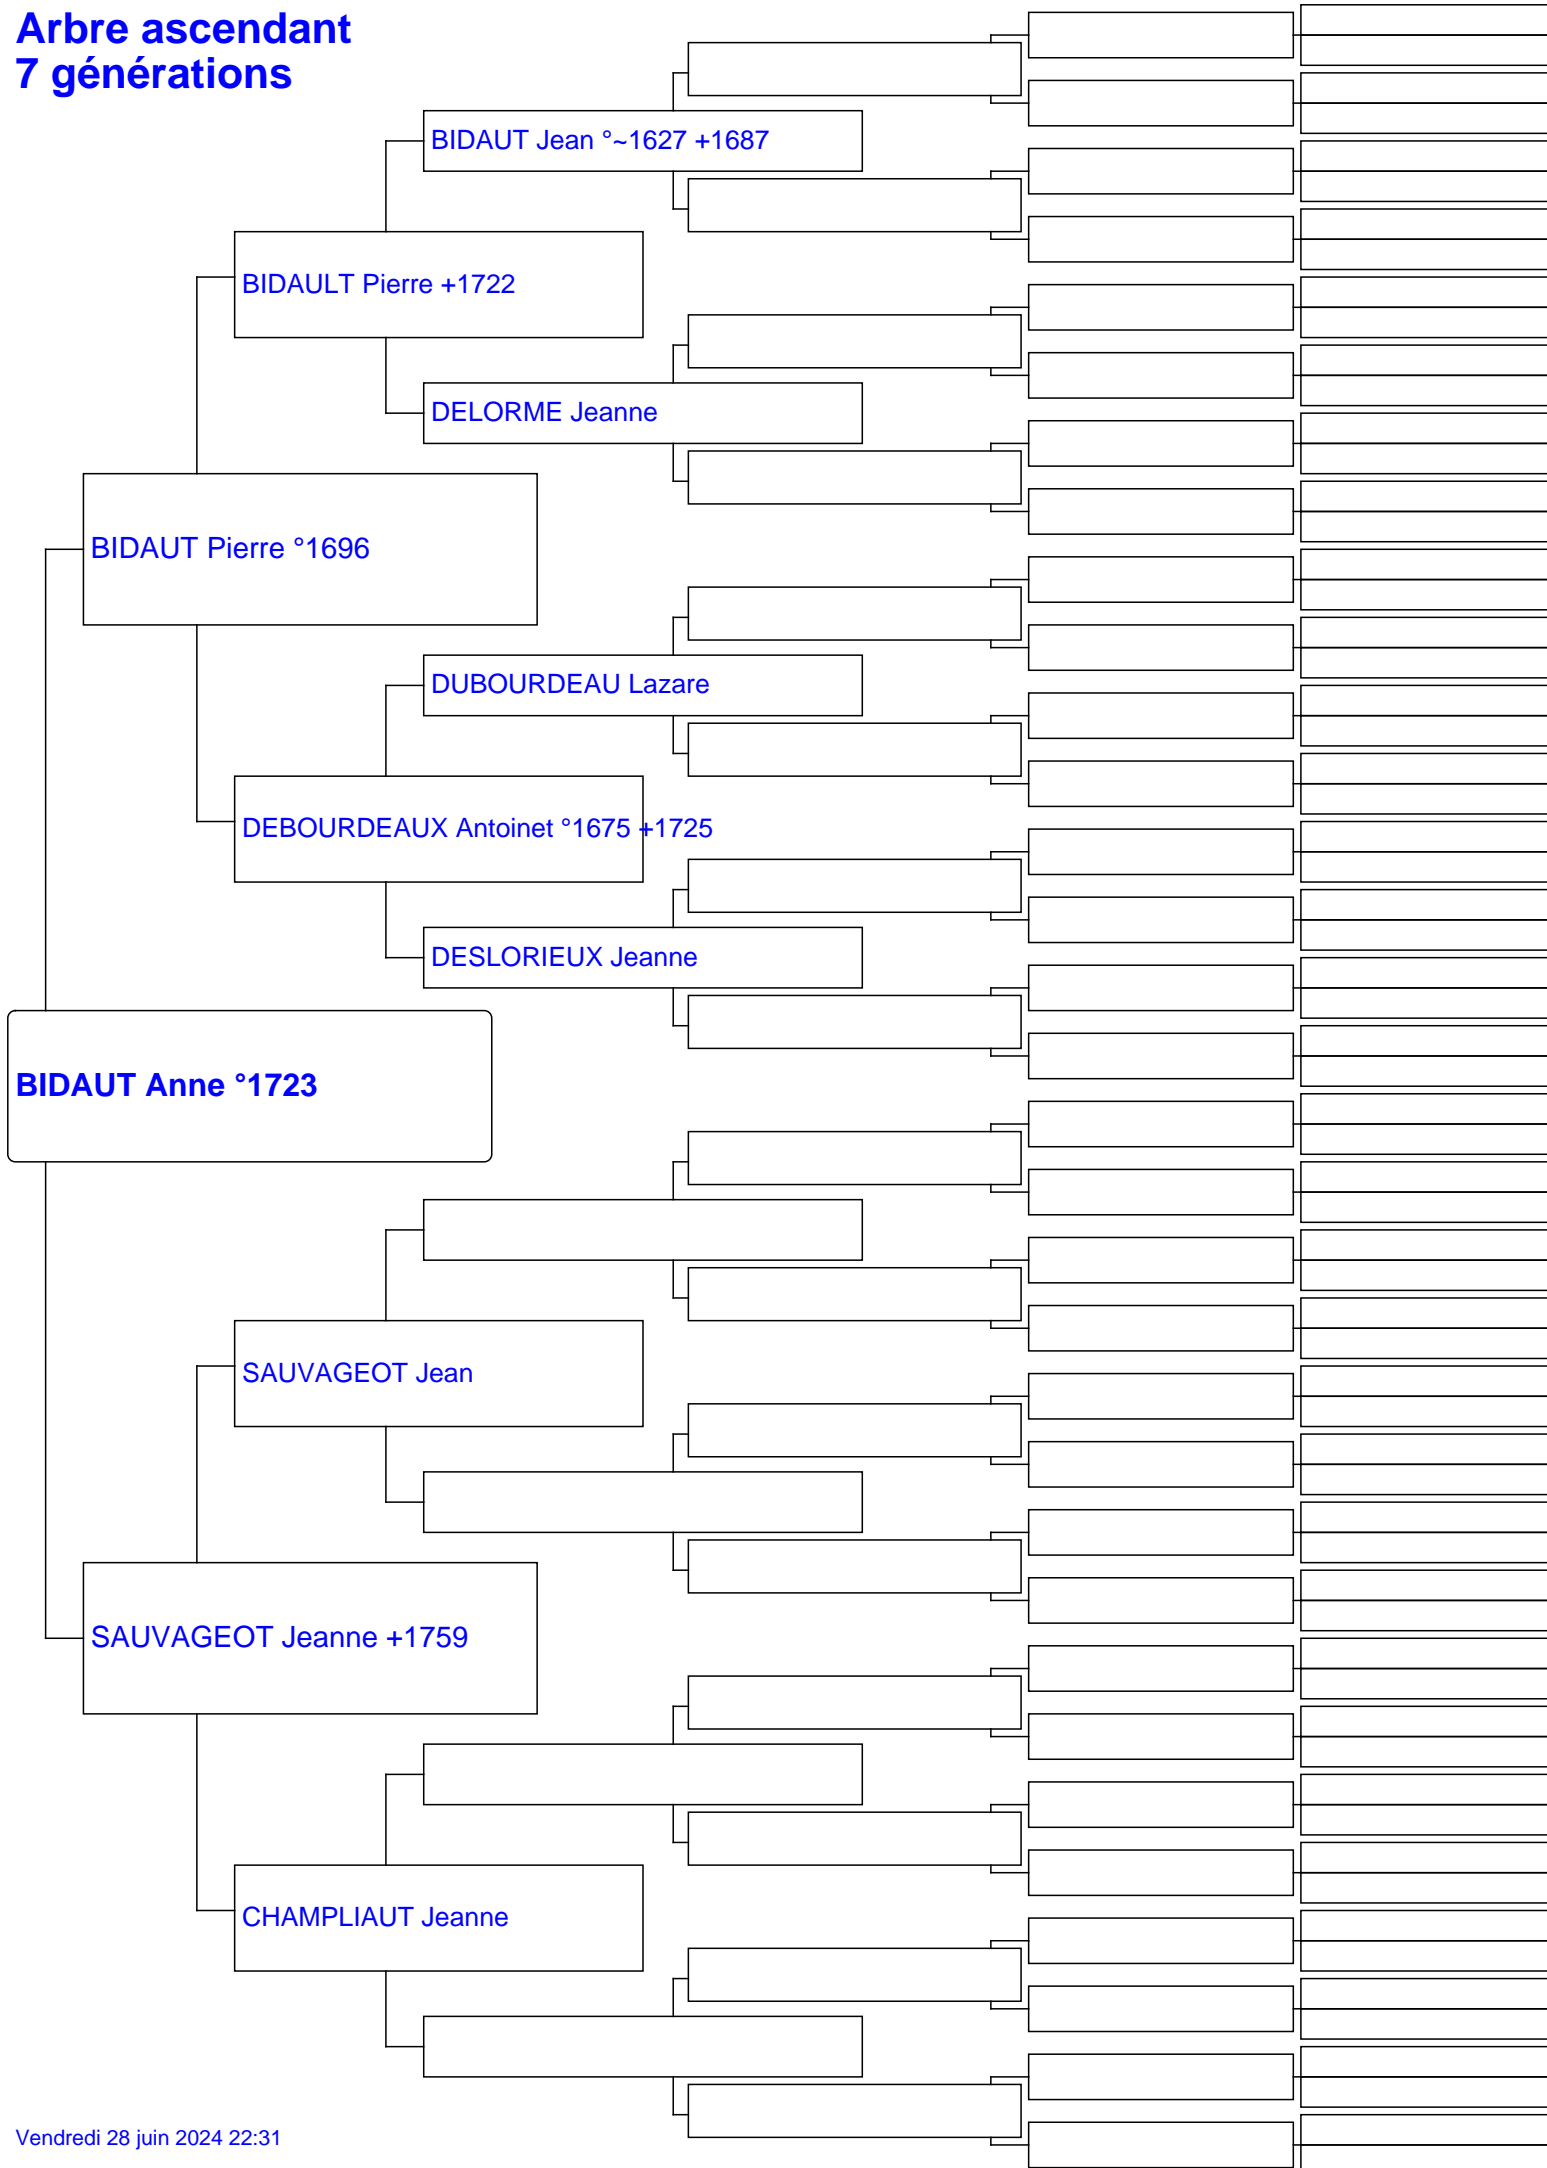 Arbre ascendant
7 générations
BIDAUT Jean °~1627 +1687
BIDAULT Pierre +1722
DELORME Jeanne
BIDAUT Pierre °1696
DUBOURDEAU Lazare
DEBOURDEAUX Antoinet °1675 +1725
DESLORIEUX Jeanne
BIDAUT Anne °1723
SAUVAGEOT Jean
SAUVAGEOT Jeanne +1759
CHAMPLIAUT Jeanne
Vendredi 28 juin 2024 22:31